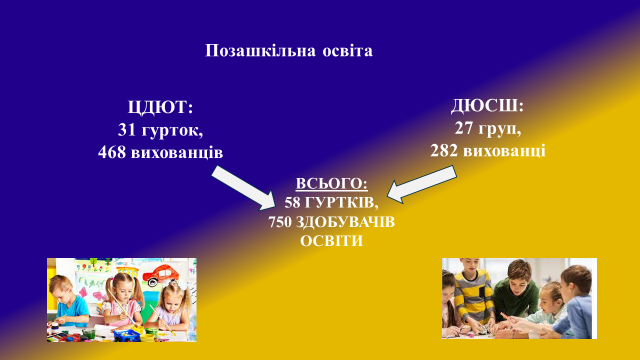 Позашкільна освіта
ЦДЮТ:
31 гурток,
468 вихованців
ДЮСШ:
27 груп,
282 вихованці
ВСЬОГО:
58 ГУРТКІВ,
750 ЗДОБУВАЧІВ
ОСВІТИ